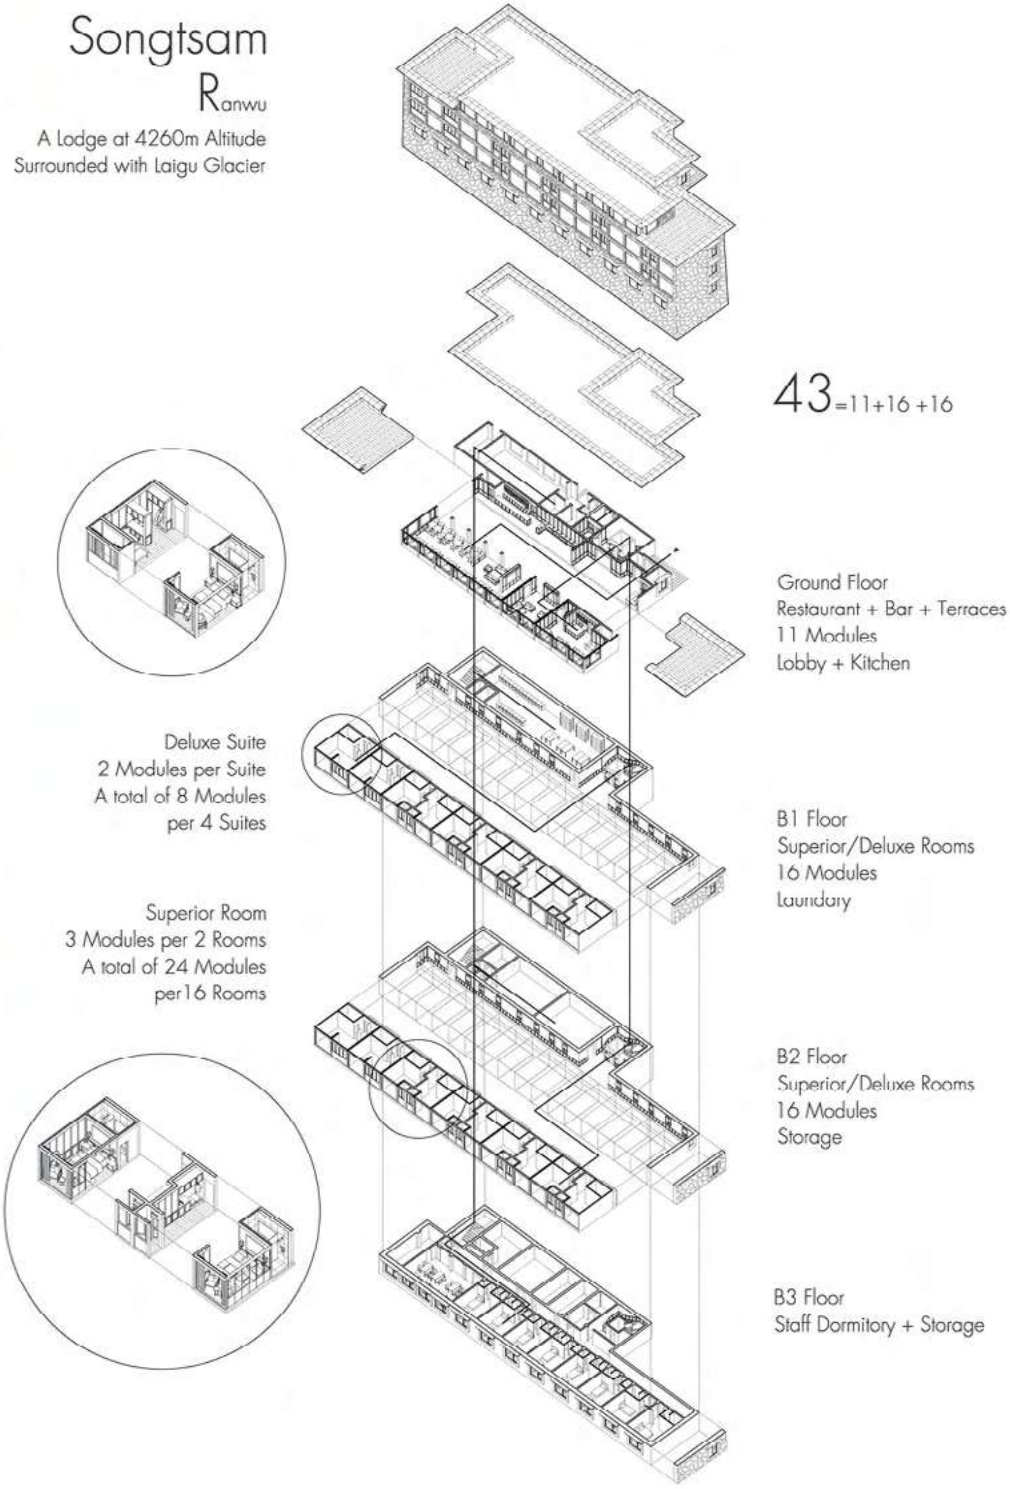 Songtsam
Ranwu
A Lodge at 4260m Altitude
Surrounded with Laigu Glacier
43=11+16+16
Ground Floor
Restaurant + Bar + Terraces
11 Modules
Lobby + Kitchen
Deluxe Suite
2 Modules per Suite
A total of 8 Modules
per 4 Suites
B1 Floor
Superior/Deluxe Rooms
16 Modules
Laundary
Superior Room
3 Modules per 2 Rooms
A total of 24 Modules
per16 Rooms
B2 Floor
Superior/Deluxe Rooms
16 Modules
Storage
B3 Floor
Staff Dormitory + Storage